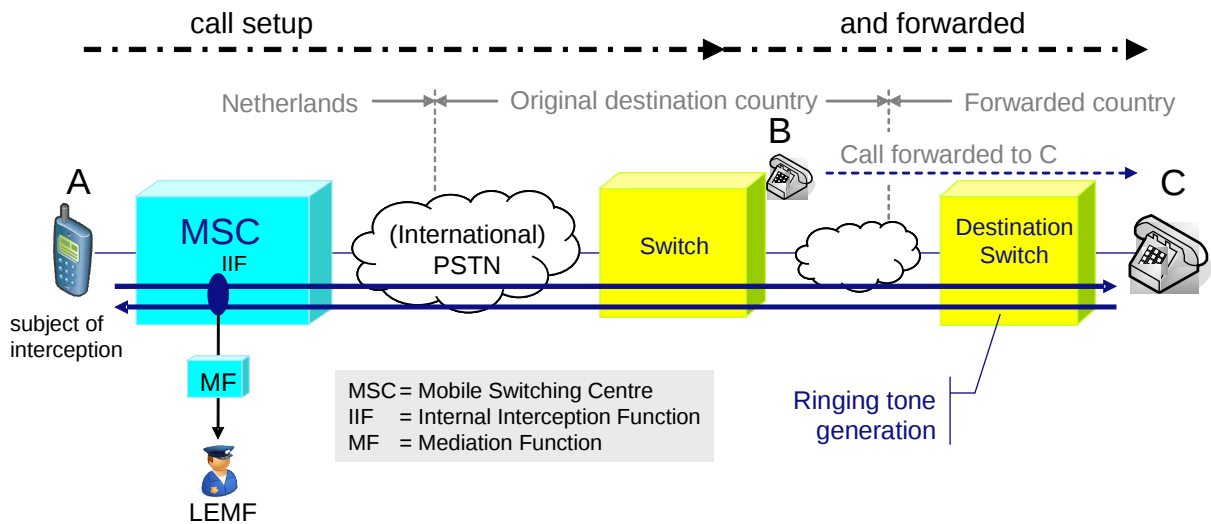 call setup
and forwarded
Netherlands
Original destination country
Forwarded country
B
Call forwarded to C
A
C
MSC
IIF
(International)
PSTN
Switch
Destination
Switch
subject of
interception
MF
MSC = Mobile Switching Centre
IIF = Internal Interception Function
MF = Mediation Function
Ringing tone
generation
LEMF